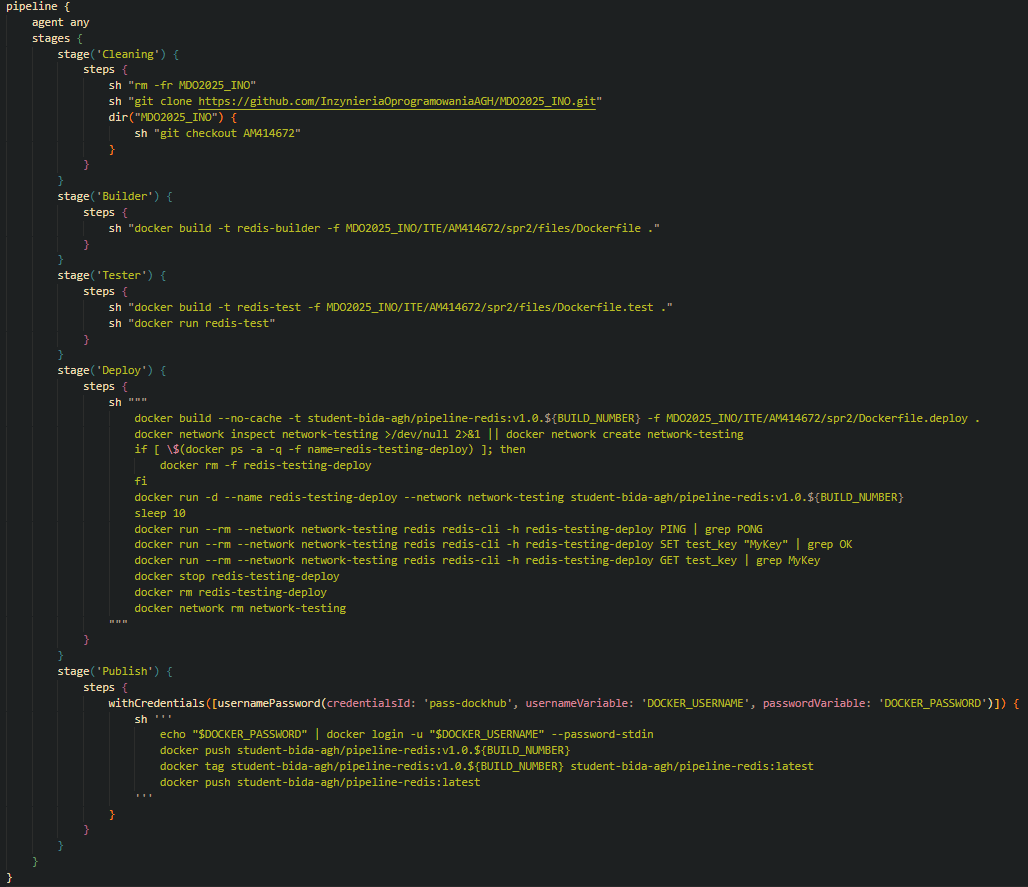 pipeline {
    agent any
    stages {
        stage('Cleaning') {
            steps {
                sh "rm -fr MDO2025_INO"
                sh "git clone https://github.com/InzynieriaOprogramowaniaAGH/MDO2025_INO.git"
                dir("MDO2025_INO") {
                    sh "git checkout AM414672"
                }
            }
        }
        stage('Builder') {
            steps {
                sh "docker build -t redis-builder -f MDO2025_INO/ITE/AM414672/spr2/files/Dockerfile ."
            }
        }
        stage('Tester') {
            steps {
                sh "docker build -t redis-test -f MDO2025_INO/ITE/AM414672/spr2/files/Dockerfile.test ."
                sh "docker run redis-test"
            }
        }
        stage('Deploy') {
            steps {
                sh """
                    docker build --no-cache -t student-bida-agh/pipeline-redis:v1.0.${BUILD_NUMBER} -f MDO2025_INO/ITE/AM414672/spr2/Dockerfile.deploy .
                    docker network inspect network-testing >/dev/null 2>&1 || docker network create network-testing
                    if [ \$(docker ps -a -q -f name=redis-testing-deploy) ]; then
                        docker rm -f redis-testing-deploy
                    fi
                    docker run -d --name redis-testing-deploy --network network-testing student-bida-agh/pipeline-redis:v1.0.${BUILD_NUMBER}
                    sleep 10
                    docker run --rm --network network-testing redis redis-cli -h redis-testing-deploy PING | grep PONG
                    docker run --rm --network network-testing redis redis-cli -h redis-testing-deploy SET test_key "MyKey" | grep OK
                    docker run --rm --network network-testing redis redis-cli -h redis-testing-deploy GET test_key | grep MyKey
                    docker stop redis-testing-deploy
                    docker rm redis-testing-deploy
                    docker network rm network-testing
                """
            }
        }
        stage('Publish') {
            steps {
                withCredentials([usernamePassword(credentialsId: 'pass-dockhub', usernameVariable: 'DOCKER_USERNAME', passwordVariable: 'DOCKER_PASSWORD')]) {
                    sh '''
                        echo "$DOCKER_PASSWORD" | docker login -u "$DOCKER_USERNAME" --password-stdin
                        docker push student-bida-agh/pipeline-redis:v1.0.${BUILD_NUMBER}
                        docker tag student-bida-agh/pipeline-redis:v1.0.${BUILD_NUMBER} student-bida-agh/pipeline-redis:latest
                        docker push student-bida-agh/pipeline-redis:latest
                    '''
                }
            }
        }
    }
}